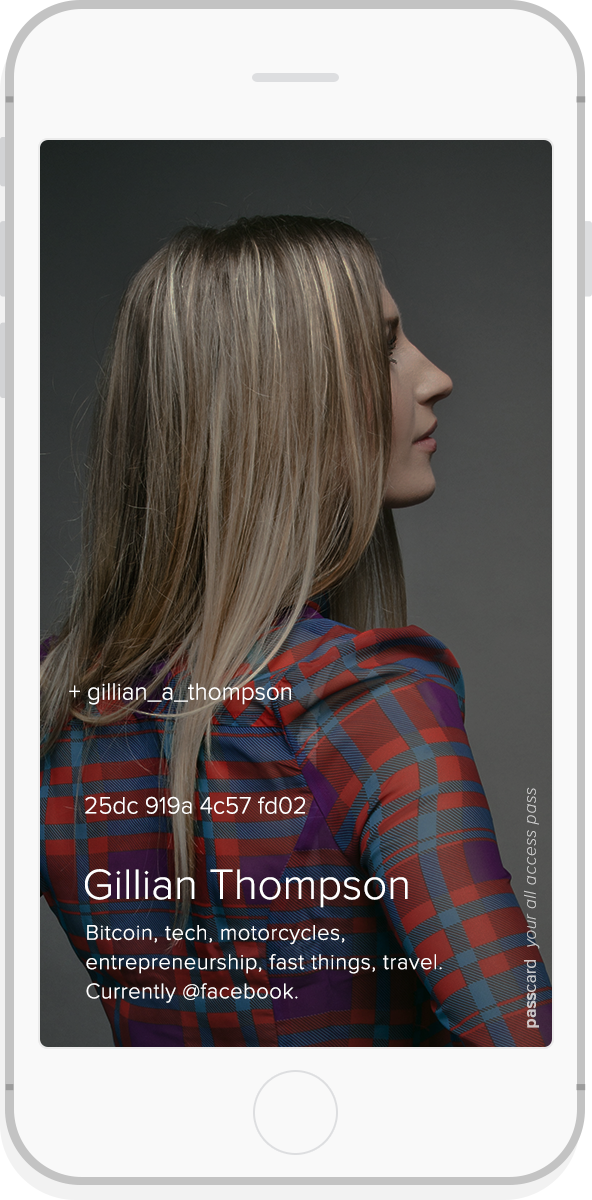 + gillian_a_thompson
25dc 919a 4c57 fd02
Gillian Thompson
Bitcoin, tech, motorcycles,
entrepreneurship, fast things, travel.
Currently @facebook.
passcard your all access pass